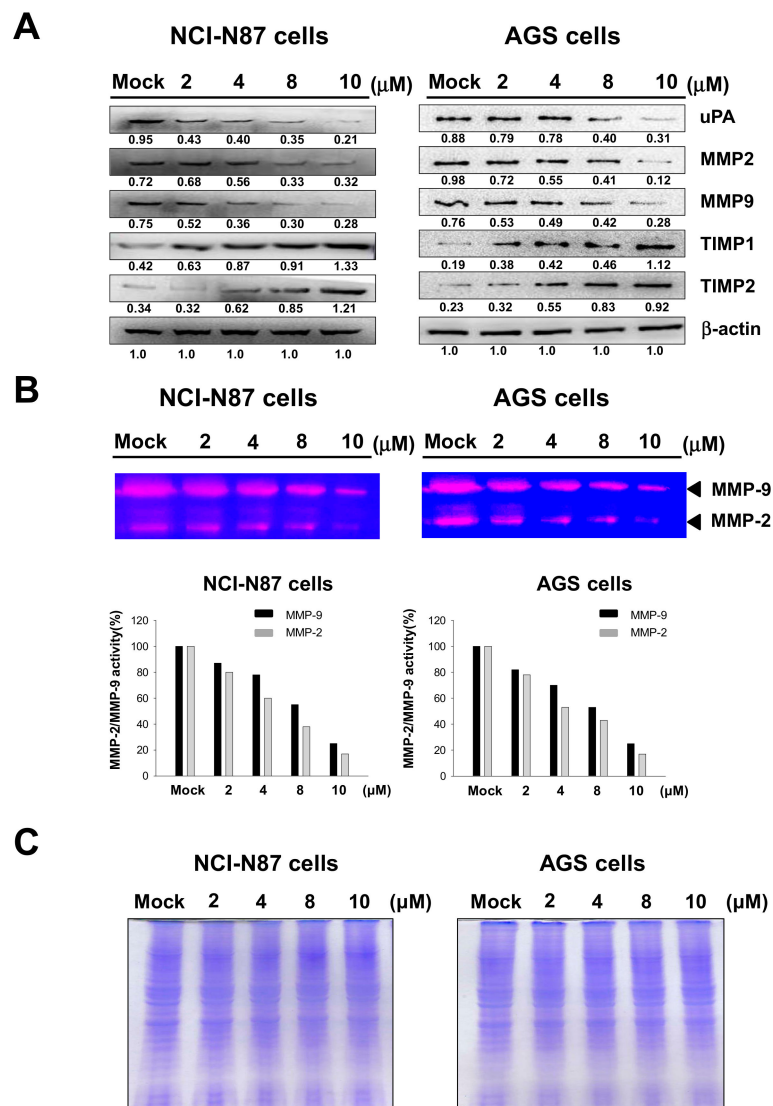 A
NCI-N87 cells
AGS cells
Mock 2 4 8 10 (μM)
Mock 2 4 8 10 (μM)
uPA
0.95 0.43 0.40 0.35 0.21
0.88 0.79 0.78 0.40 0.31
MMP2
0.72 0.68 0.56 0.33 0.32
0.98 0.72 0.55 0.41 0.12
MMP9
0.75 0.52 0.36 0.30 0.28
0.76 0.53 0.49 0.42 0.28
TIMP1
0.42 0.63 0.87 0.91 1.33
0.19 0.38 0.42 0.46 1.12
TIMP2
0.34 0.32 0.62 0.85 1.21
0.23 0.32 0.55 0.83 0.92
β-actin
1.0 1.0 1.0 1.0 1.0
1.0 1.0 1.0 1.0 1.0
B
NCI-N87 cells
AGS cells
Mock 2 4 8 10 (μM)
Mock 2 4 8 10 (μM)
MMP-9
MMP-2
NCI-N87 cells
MMP-2/MMP-9 activity(%)
120
100
80
60
40
20
0
MMP-9
MMP-2
Mock 2 4 8 10 (μM)
AGS cells
MMP-2/MMP-9 activity(%)
120
100
80
60
40
20
0
MMP-9
MMP-2
Mock 2 4 8 10 (μM)
C
NCI-N87 cells
AGS cells
Mock 2 4 8 10 (μM)
Mock 2 4 8 10 (μM)